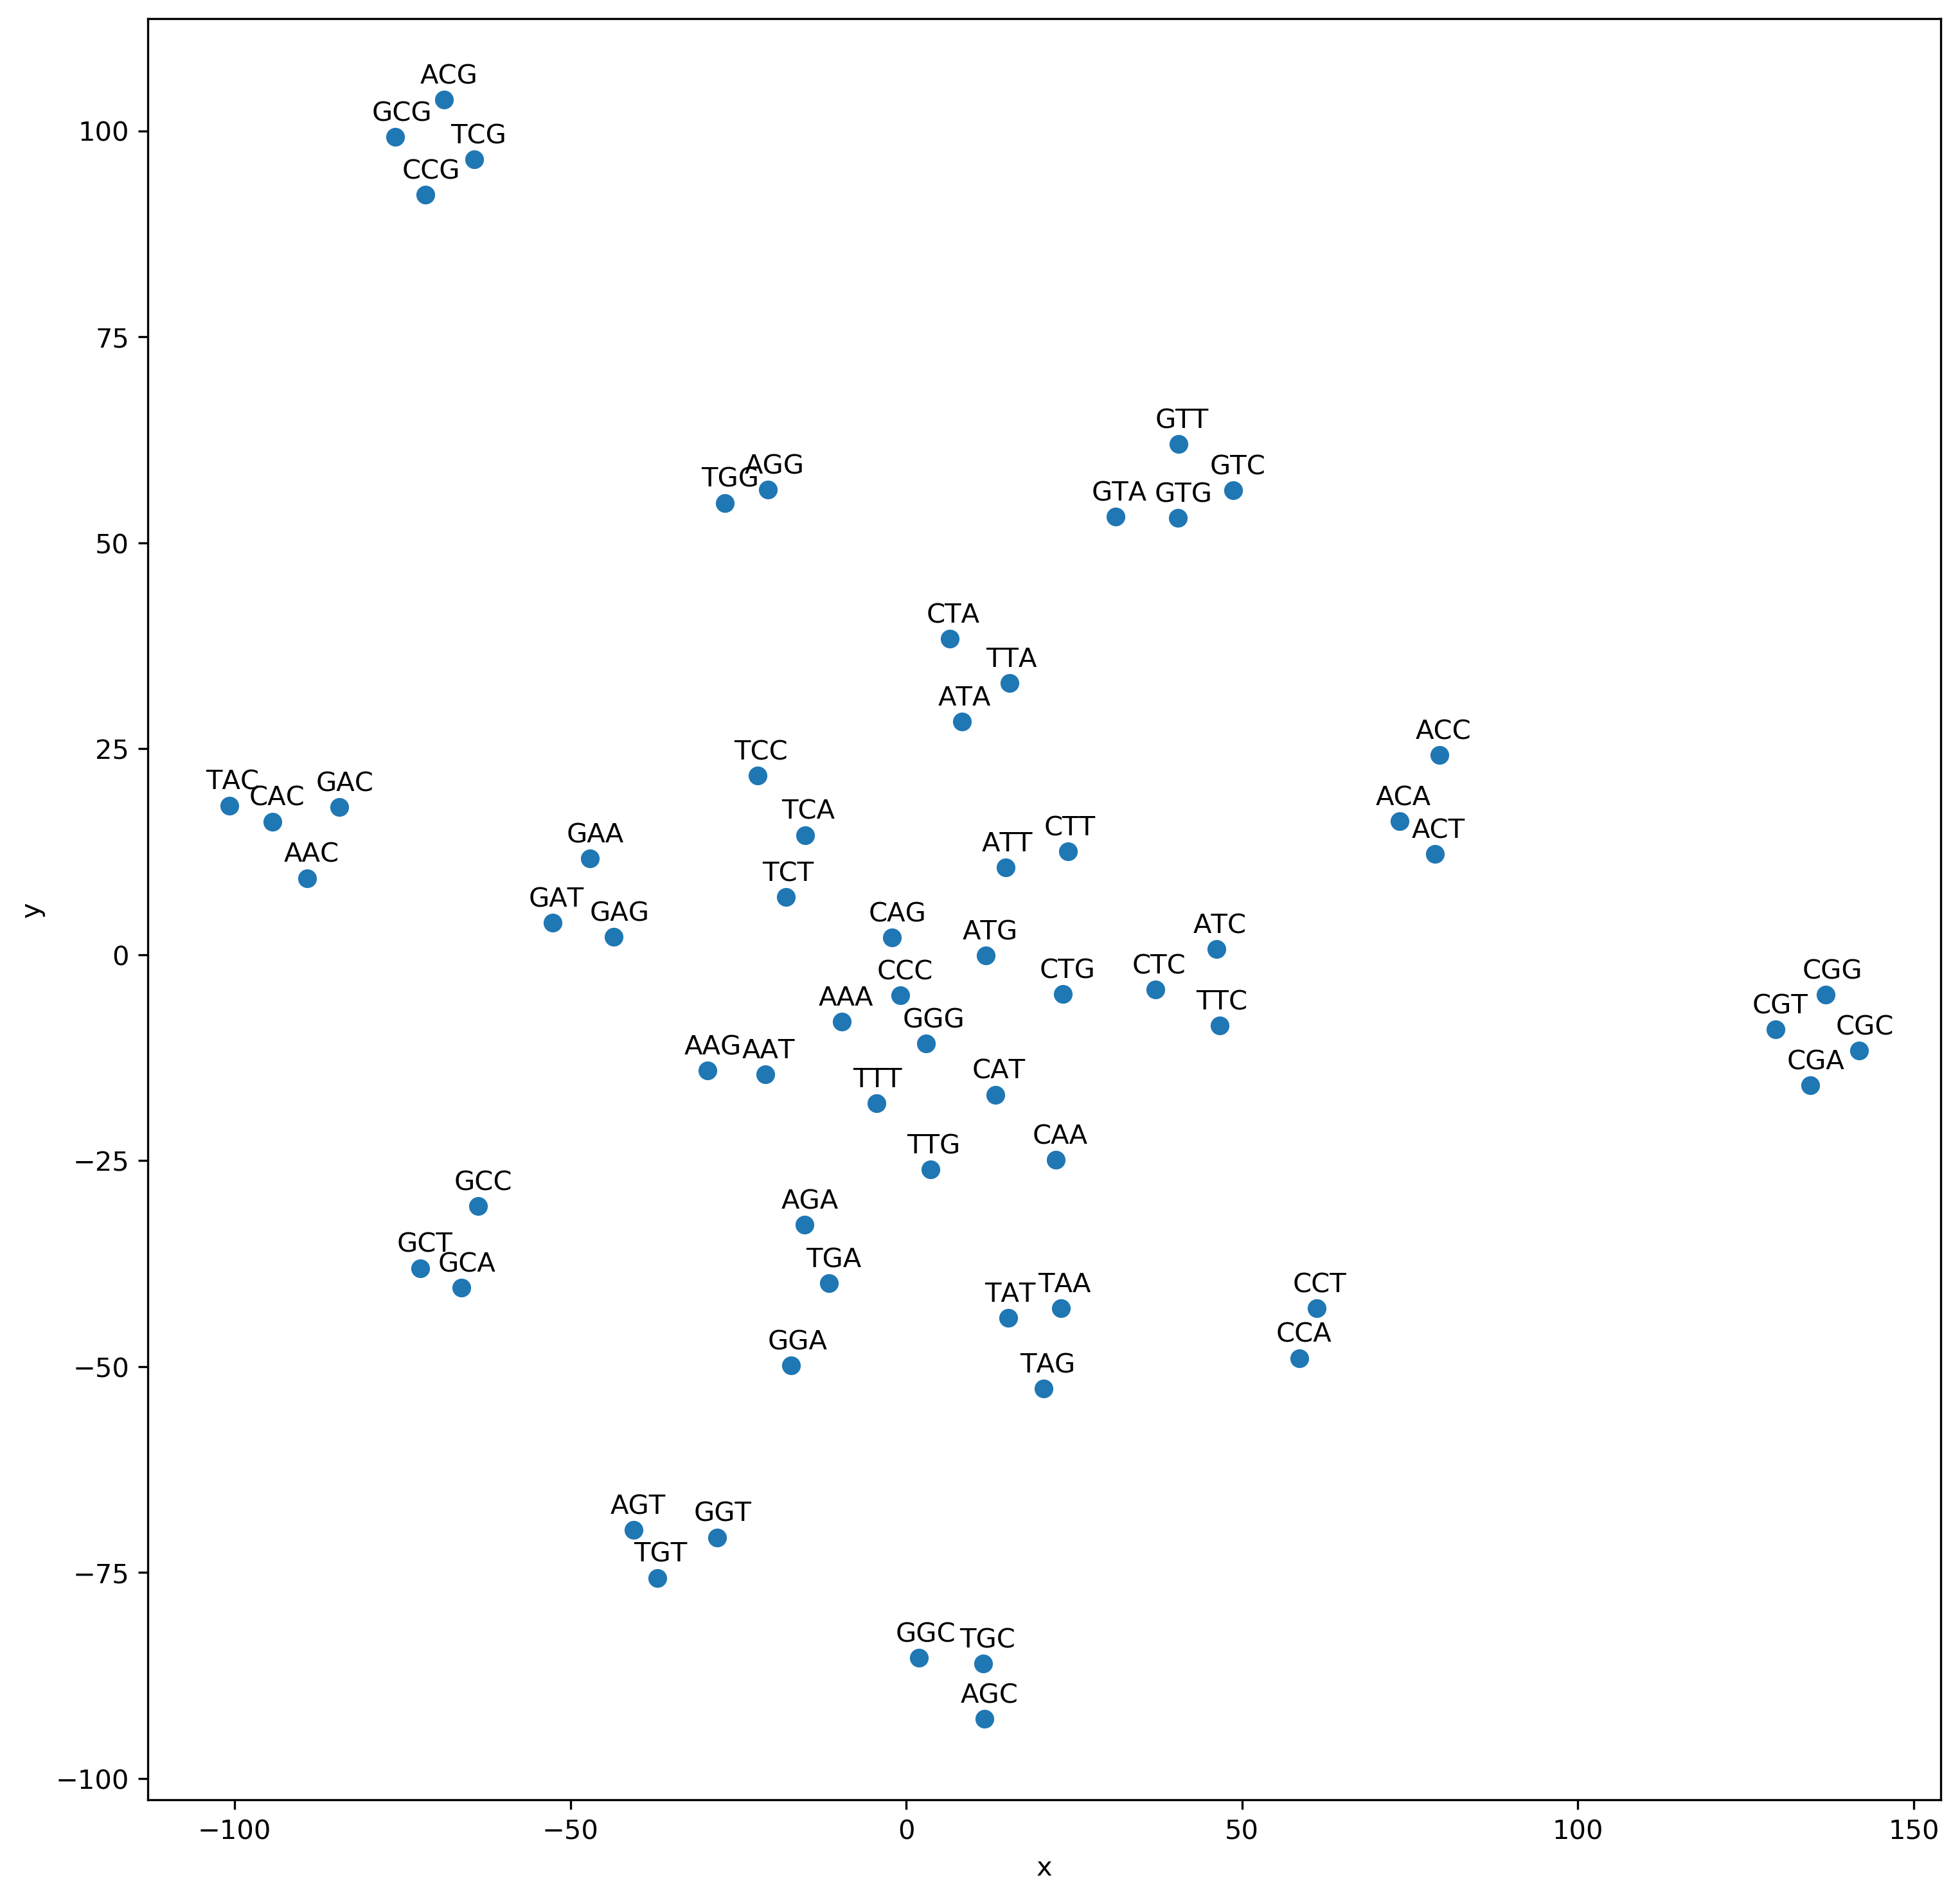 ACG
GCG
TCG
CCG
100
75
GTT
AGG
GTC
TGG
GTA
GTG
50
CTA
TTA
ATA
25
TCC
ACC
TAC
GAC
CAC
TCA
ACA
GAA
CTT
ACT
AAC
ATT
TCT
GAT
GAG
CAG
ATG
ATC
y
0
CCC
CTG
CTC
CGG
AAA
GGG
TTC
CGT
CGC
AAG
AAT
CGA
TTT
CAT
TTG
CAA
−25
GCC
AGA
GCT
GCA
TGA
TAT
TAA
CCT
GGA
CCA
−50
TAG
AGT
GGT
TGT
−75
GGC
TGC
AGC
−100
−100 −50 0 50 100 150
x